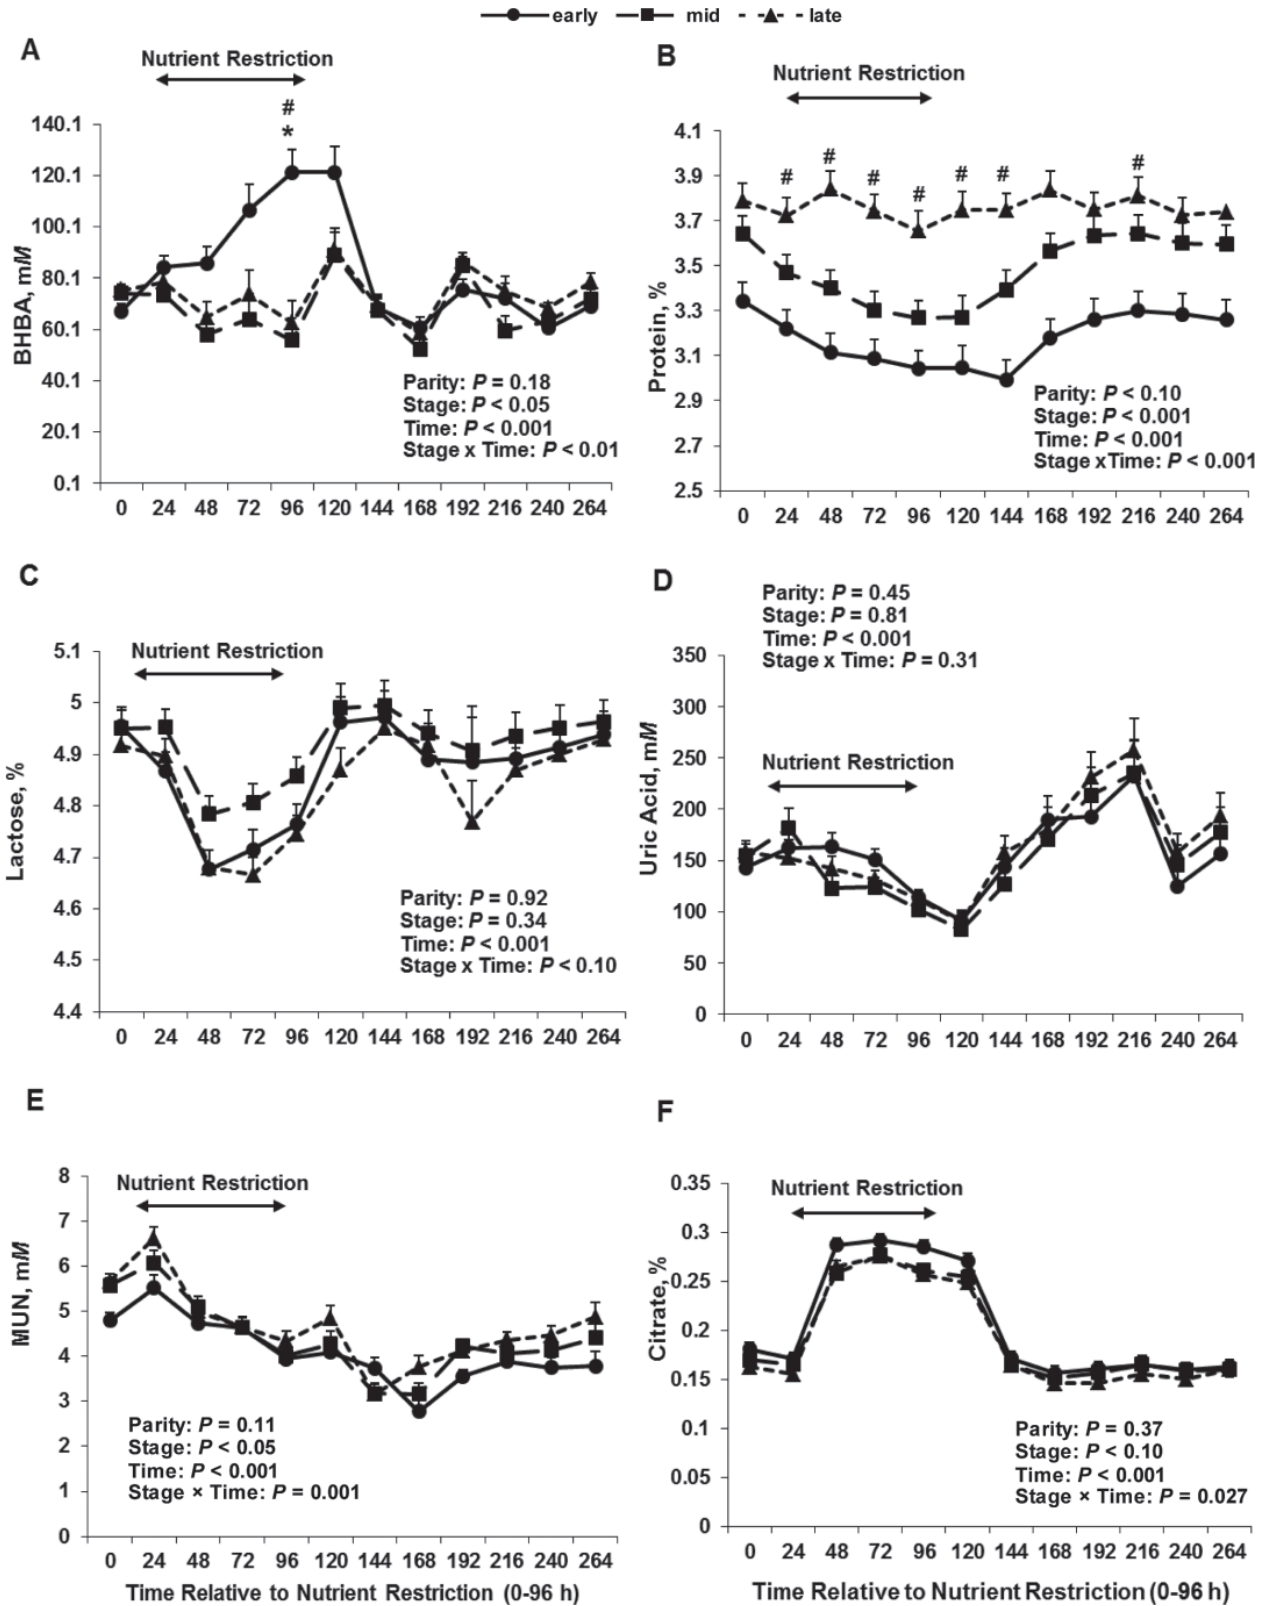 early mid late
A
Nutrient Restriction
#
*
BHBA, mM
140.1
120.1
100.1
80.1
60.1
40.1
20.1
0.1
Parity: P = 0.18
Stage: P < 0.05
Time: P < 0.001
Stage x Time: P < 0.01
0 24 48 72 96 120 144 168 192 216 240 264
B
Nutrient Restriction
Protein, %
4.1
3.9
3.7
3.5
3.3
3.1
2.9
2.7
2.5
# # # # # # #
Parity: P < 0.10
Stage: P < 0.001
Time: P < 0.001
Stage xTime: P < 0.001
0 24 48 72 96 120 144 168 192 216 240 264
C
Nutrient Restriction
Lactose, %
5.1
5
4.9
4.8
4.7
4.6
4.5
4.4
Parity: P = 0.92
Stage: P = 0.34
Time: P < 0.001
Stage x Time: P < 0.10
0 24 48 72 96 120 144 168 192 216 240 264
D
Parity: P = 0.45
Stage: P = 0.81
Time: P < 0.001
Stage x Time: P = 0.31
Nutrient Restriction
Uric Acid, mM
350
300
250
200
150
100
50
0
0 24 48 72 96 120 144 168 192 216 240 264
E
Nutrient Restriction
MUN, mM
8
7
6
5
4
3
2
1
0
Parity: P = 0.11
Stage: P < 0.05
Time: P < 0.001
Stage × Time: P = 0.001
0 24 48 72 96 120 144 168 192 216 240 264
Time Relative to Nutrient Restriction (0-96 h)
F
Nutrient Restriction
Citrate, %
0.35
0.3
0.25
0.2
0.15
0.1
0.05
0
Parity: P = 0.37
Stage: P < 0.10
Time: P < 0.001
Stage × Time: P = 0.027
0 24 48 72 96 120 144 168 192 216 240 264
Time Relative to Nutrient Restriction (0-96 h)